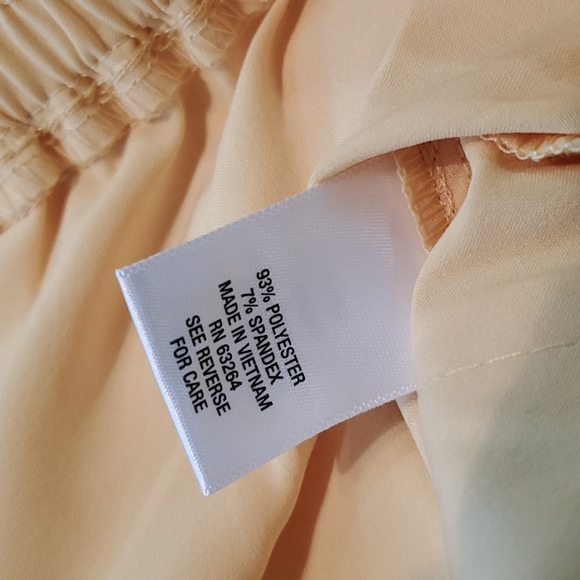 93% POLYESTER
7% SPANDEX
MADE IN VIETNAM
RN 63264
SEE REVERSE
FOR CARE